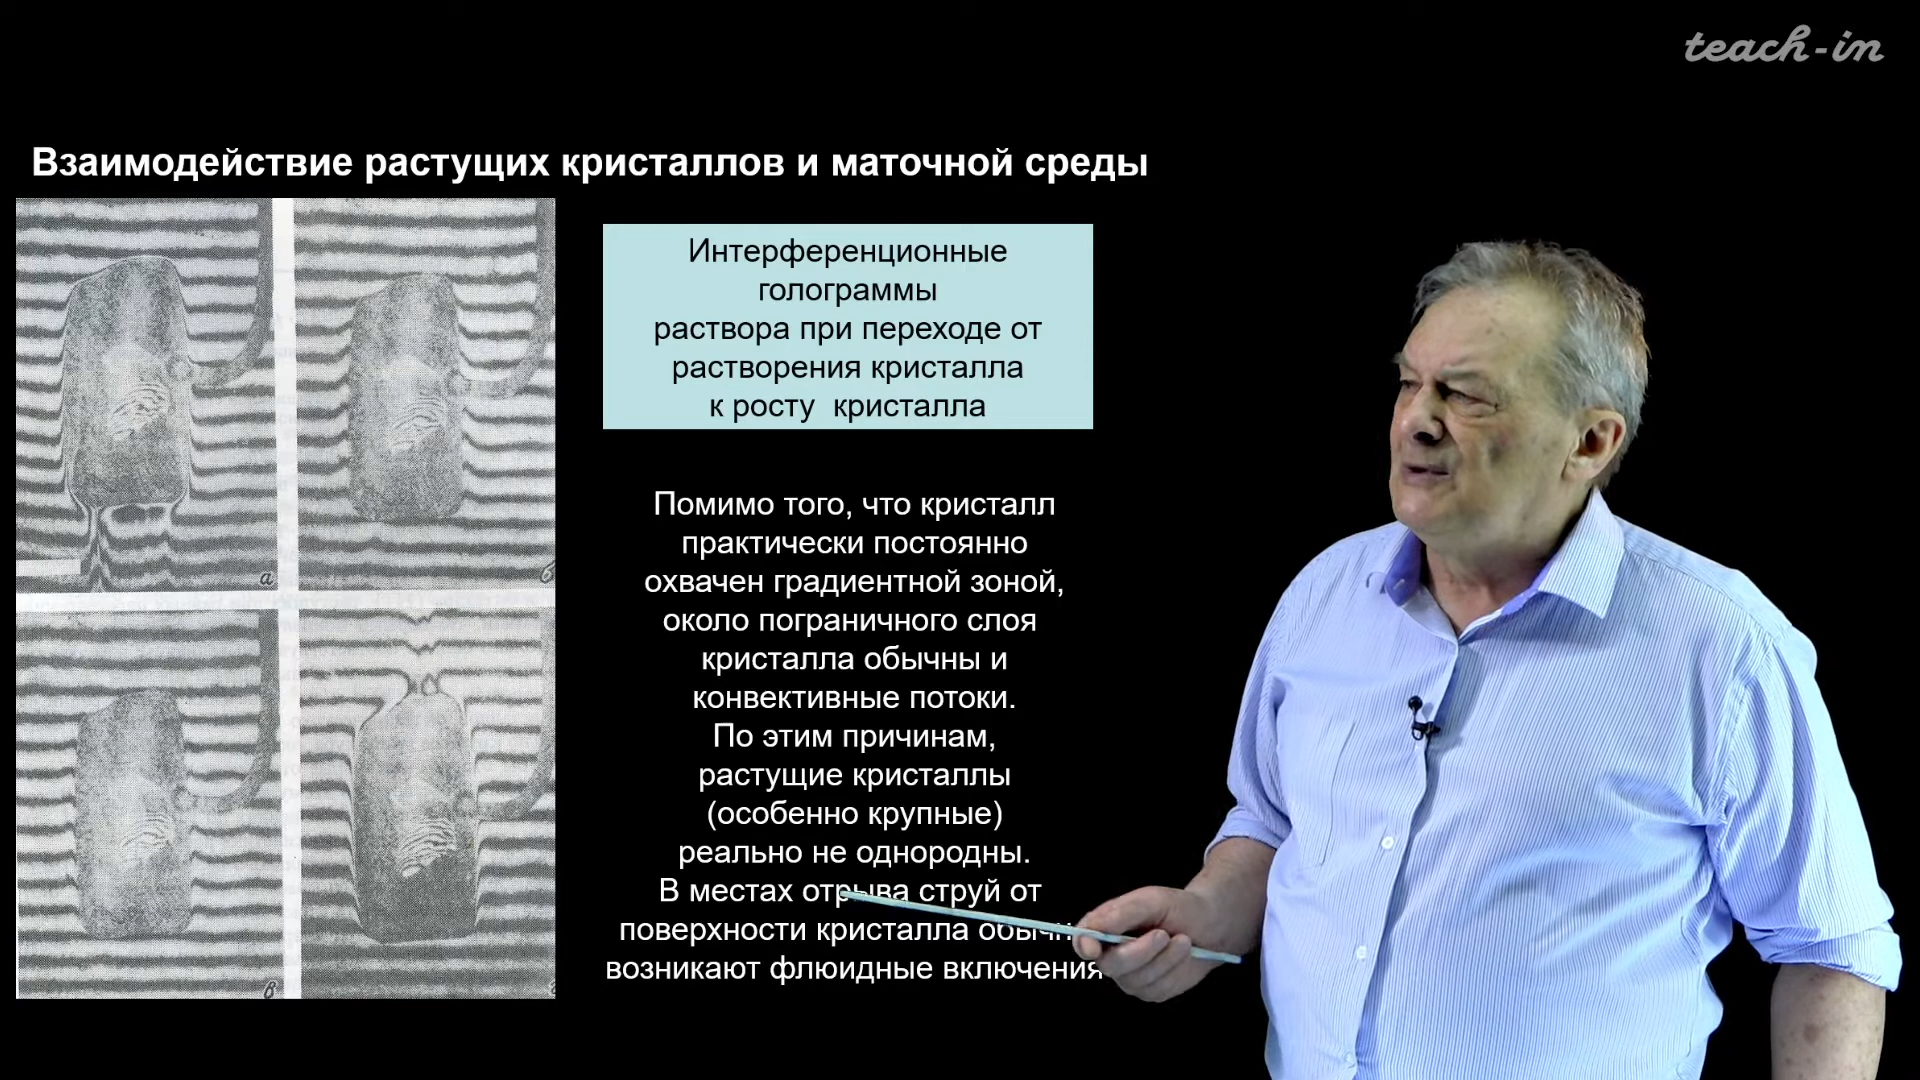 teach-in
Взаимодействие растущих кристаллов и маточной среды
Интерференционные
голограммы
раствора при переходе от
растворения кристалла
к росту кристалла
Помимо того, что кристалл
практически постоянно
охвачен градиентной зоной,
около пограничного слоя
кристалла обычны и
конвективные потоки.
По этим причинам,
растущие кристаллы
(особенно крупные)
реально не однородны.
В местах отрыва струй от
поверхности кристалла
возникают флюидные включения
а
б
в